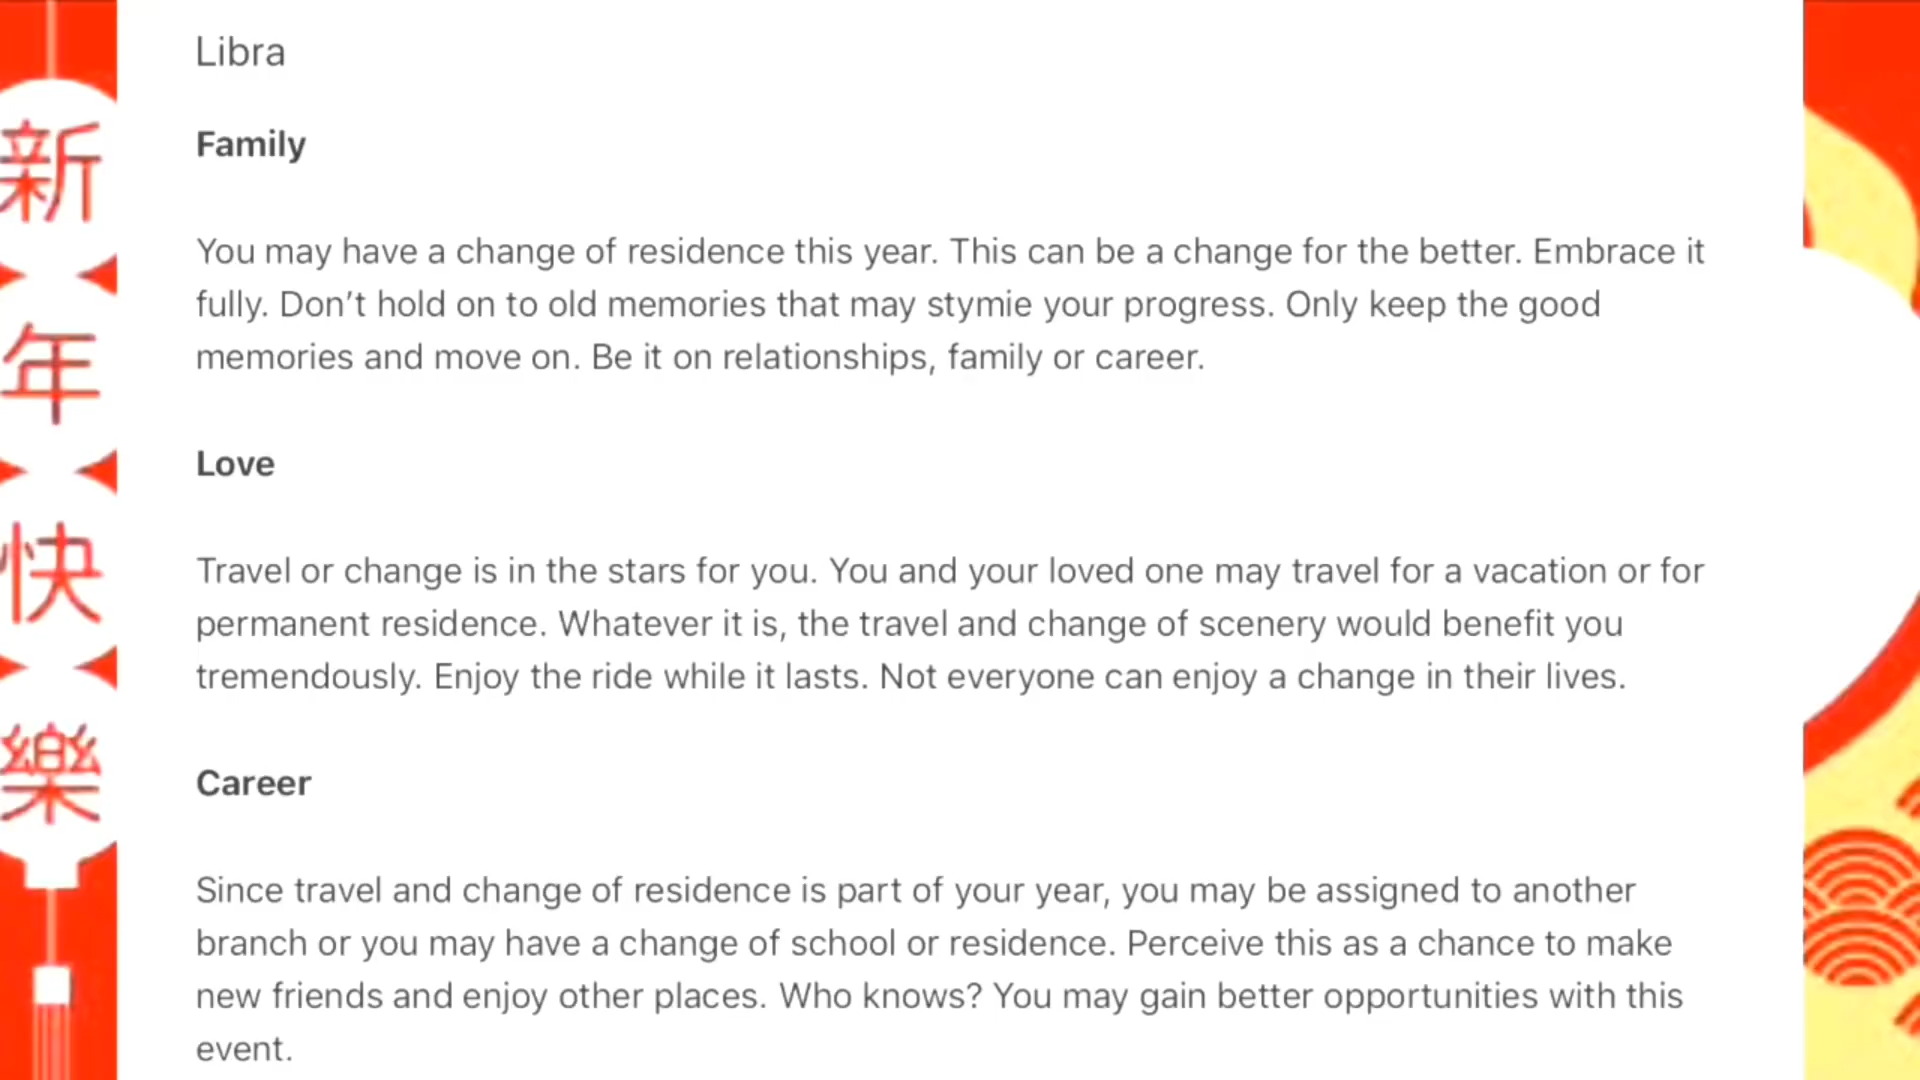 新
年
快
樂
Libra
Family
You may have a change of residence this year. This can be a change for the better. Embrace it
fully. Don’t hold on to old memories that may stymie your progress. Only keep the good
memories and move on. Be it on relationships, family or career.
Love
Travel or change is in the stars for you. You and your loved one may travel for a vacation or for
permanent residence. Whatever it is, the travel and change of scenery would benefit you
tremendously. Enjoy the ride while it lasts. Not everyone can enjoy a change in their lives.
Career
Since travel and change of residence is part of your year, you may be assigned to another
branch or you may have a change of school or residence. Perceive this as a chance to make
new friends and enjoy other places. Who knows? You may gain better opportunities with this
event.